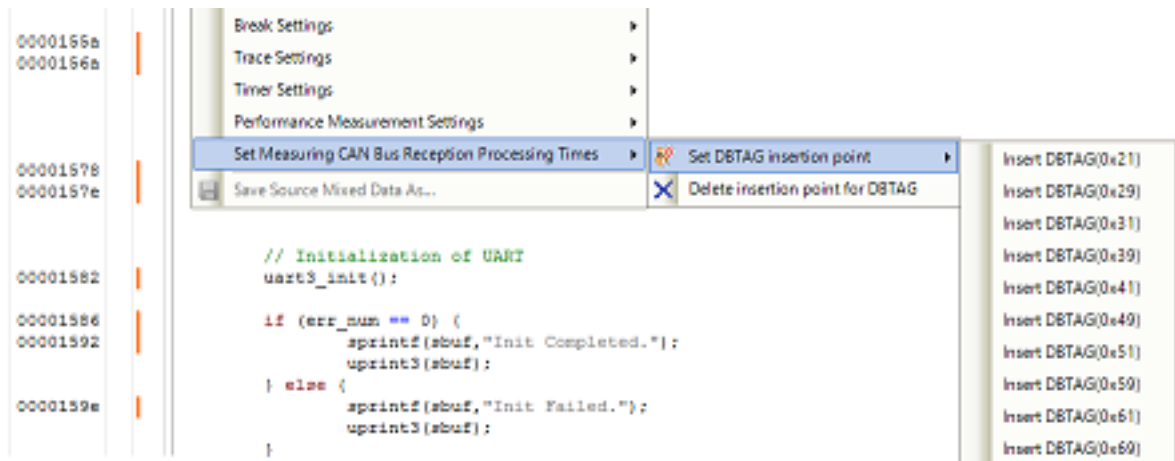 Break Settings
0000155a
Trace Settings
0000156a
Timer Settings
Performance Measurement Settings
Set Measuring CAN Bus Reception Processing Times
Set DBTAG insertion point
Insert DBTAG(0x21)
00001578
0000157e
Save Source Mixed Data As...
Delete insertion point for DBTAG
Insert DBTAG(0x29)
Insert DBTAG(0x31)
// Initialization of UART
Insert DBTAG(0x39)
00001582
uart3_init();
Insert DBTAG(0x41)
00001586
if (err_num == 0) {
Insert DBTAG(0x49)
00001592
sprintf(sbuf,"Init Completed.");
Insert DBTAG(0x51)
uprint3(sbuf);
} else {
Insert DBTAG(0x59)
0000159e
sprintf(sbuf,"Init Failed.");
Insert DBTAG(0x61)
uprint3(sbuf);
}
Insert DBTAG(0x69)